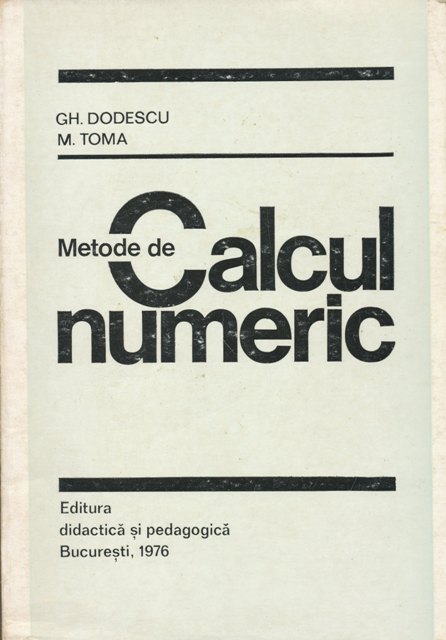 GH. DODESCU
M. TOMA
Metode de Calcul
numeric
Editura
didactică și pedagogică
București, 1976